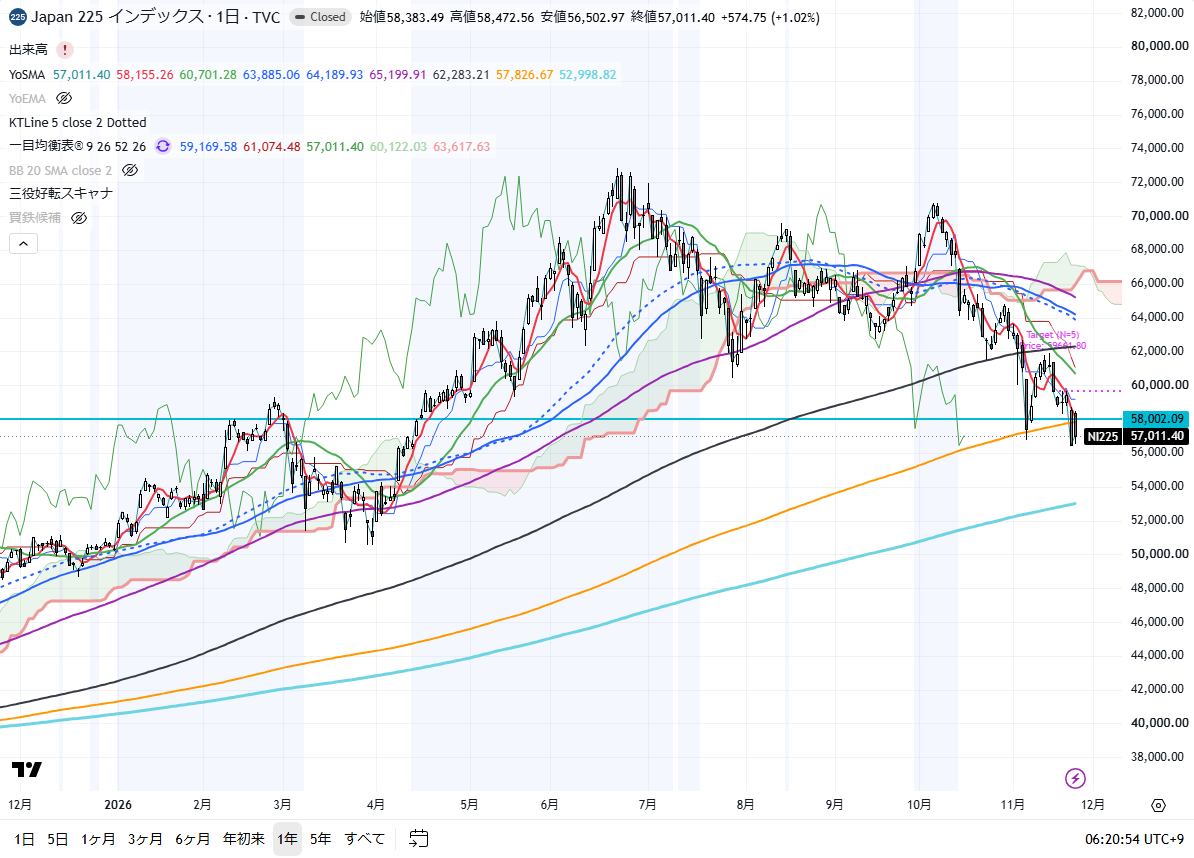 225 Japan 225 インデックス · 1日 · TVC Closed 始値58,383.49 高値58,472.56 安値56,502.97 終値57,011.40 +574.75 (+1.02%)
出来高 !
YoSMA 57,011.40 58,155.26 60,701.28 63,885.06 64,189.93 65,199.91 62,283.21 57,826.67 52,998.82
YoEMA
KTLine 5 close 2 Dotted
一目均衡表® 9 26 52 26 59,169.58 61,074.48 57,011.40 60,122.03 63,617.63
BB 20 SMA close 2
三役好転スキャナ
買鉄候補
82,000.00
80,000.00
78,000.00
76,000.00
74,000.00
72,000.00
70,000.00
68,000.00
66,000.00
64,000.00
Target (N=5)
62,000.00
60,000.00
58,002.09
NI225 57,011.40
56,000.00
54,000.00
52,000.00
50,000.00
48,000.00
46,000.00
44,000.00
42,000.00
40,000.00
38,000.00
12月 2026 2月 3月 4月 5月 6月 7月 8月 9月 10月 11月 12月
1日 5日 1ヶ月 3ヶ月 6ヶ月 年初来 1年 5年 すべて 06:20:54 UTC+9